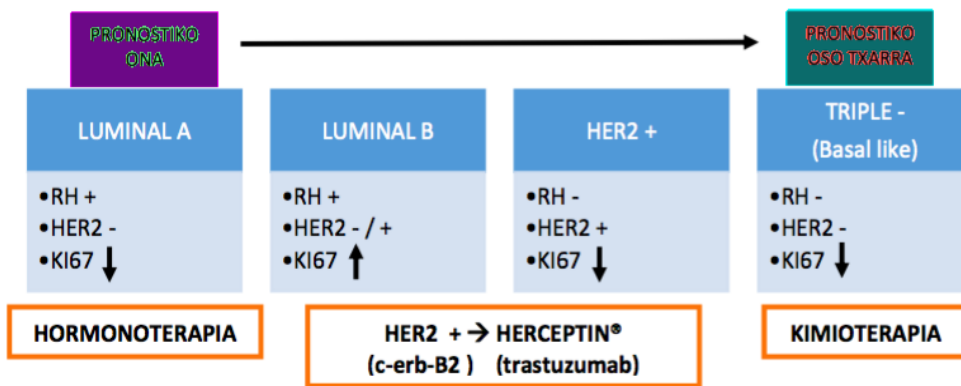 PRONOSTIKO
ONA
PRONOSTIKO
OSO TXARRA
LUMINAL A
•RH +
•HER2 -
•KI67 ↓
LUMINAL B
•RH +
•HER2 - / +
•KI67 ↑
HER2 +
•RH -
•HER2 +
•KI67 ↓
TRIPLE -
(Basal like)
•RH -
•HER2 -
•KI67 ↓
HORMONOTERAPIA
HER2 + → HERCEPTIN®
(c-erb-B2 ) (trastuzumab)
KIMIOTERAPIA